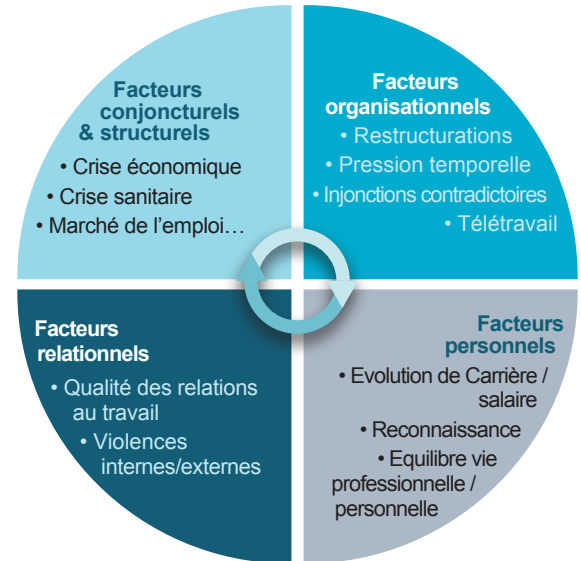 Facteurs
conjoncturels
& structurels
• Crise économique
• Crise sanitaire
• Marché de l'emploi…
Facteurs
organisationnels
• Restructurations
• Pression temporelle
• Injonctions contradictoires
• Télétravail
Facteurs
relationnels
• Qualité des relations
au travail
• Violences
internes/externes
Facteurs
personnels
• Evolution de Carrière /
salaire
• Reconnaissance
• Equilibre vie
professionnelle /
personnelle